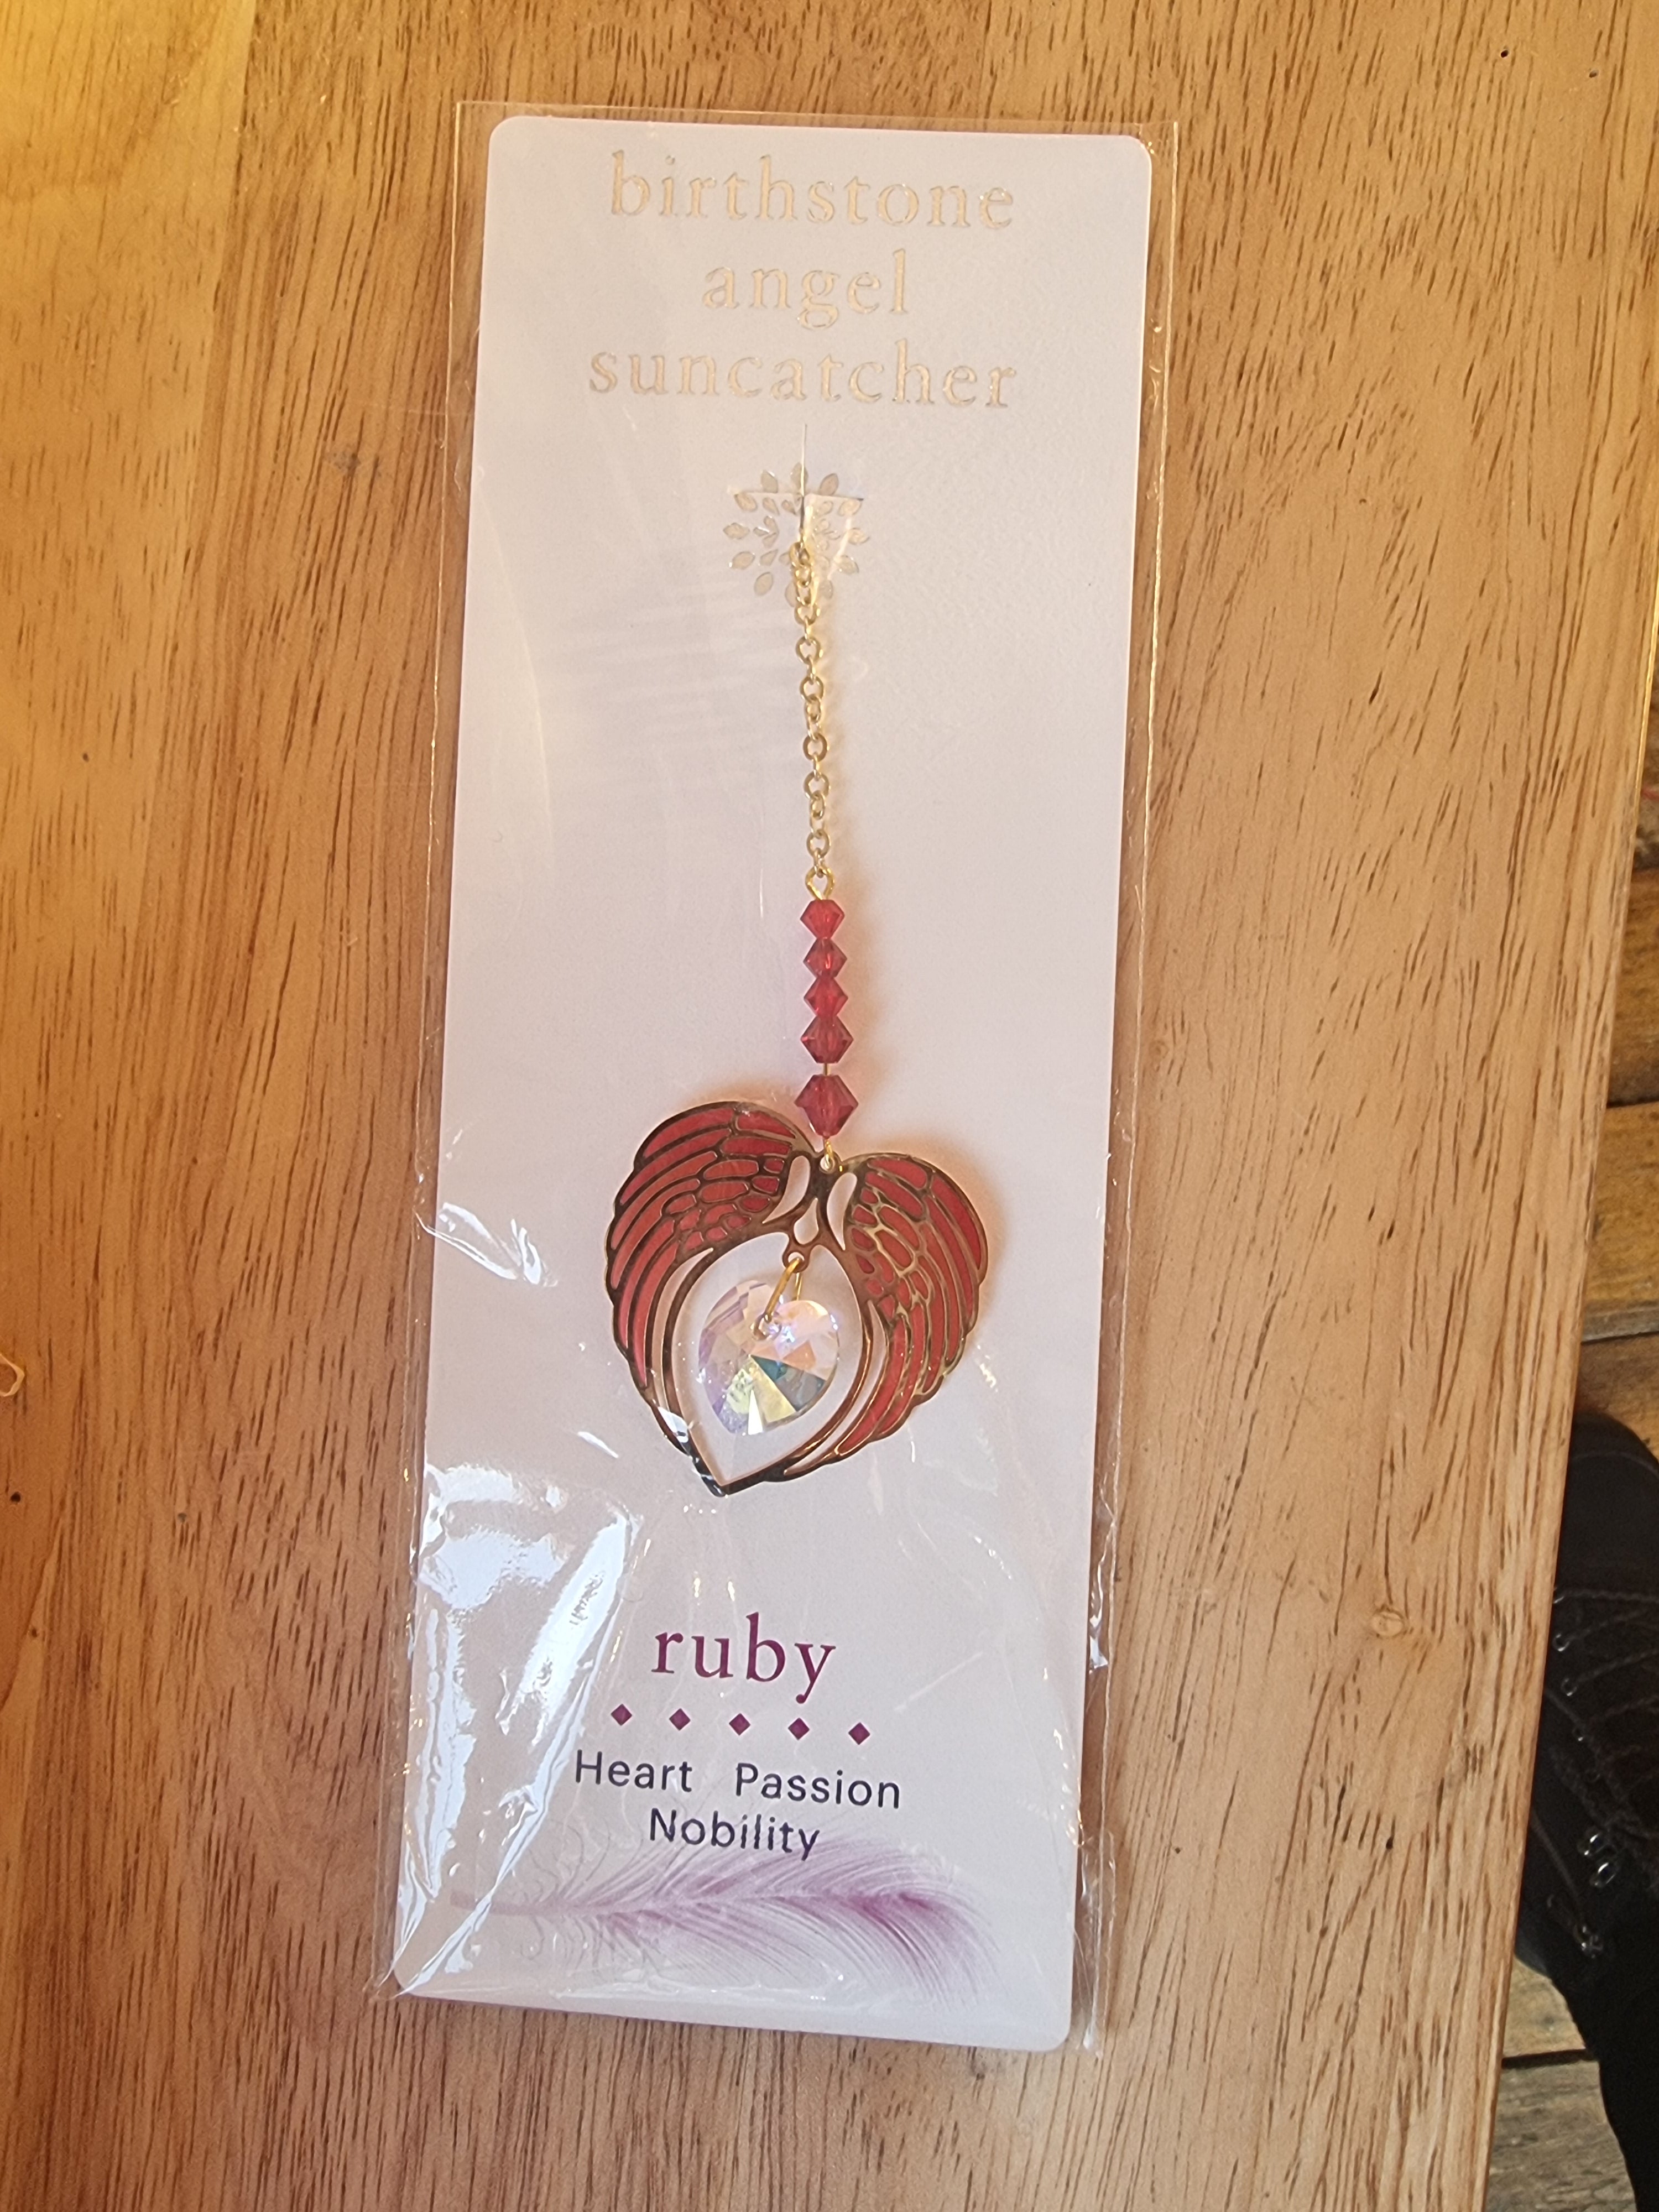 birthstone
angel
suncatcher
ruby
Heart Passion
Nobility